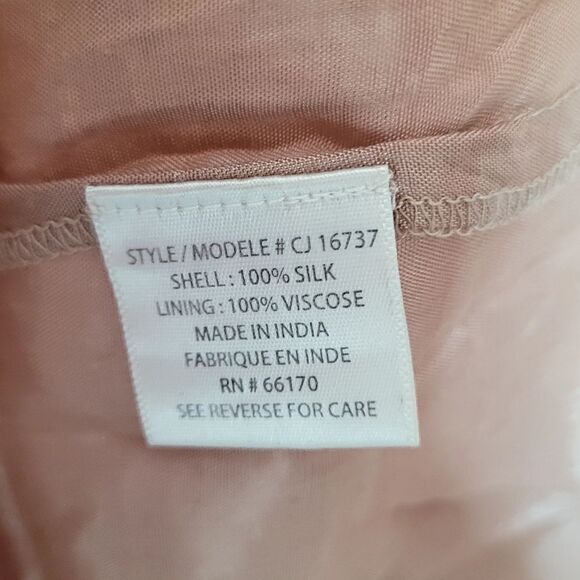 STYLE / MODELE # CJ 16737
SHELL : 100% SILK
LINING : 100% VISCOSE
MADE IN INDIA
FABRIQUE EN INDE
RN # 66170
SEE REVERSE FOR CARE